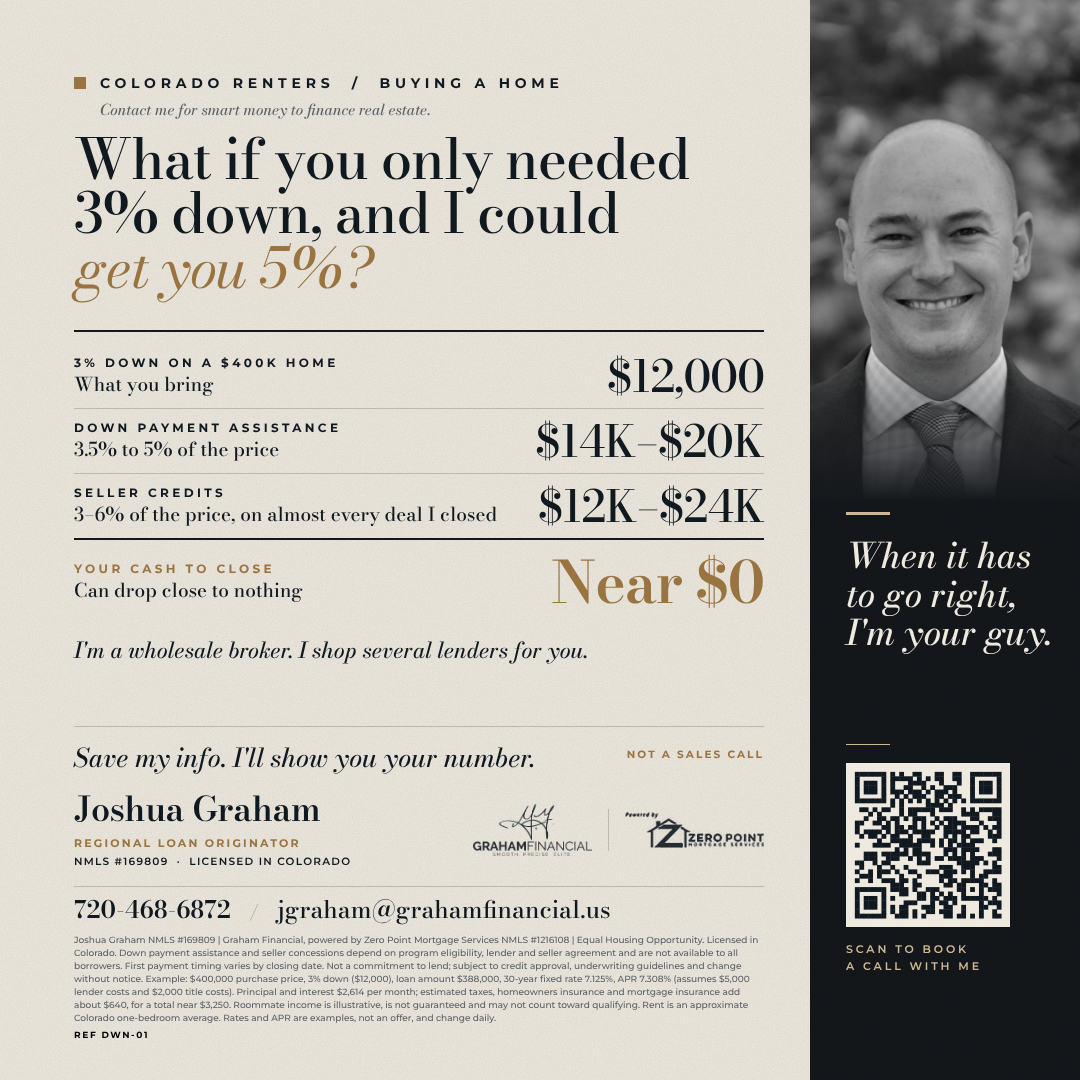 COLORADO RENTERS / BUYING A HOME
Contact me for smart money to finance real estate.
What if you only needed
3% down, and I could
get you 5%?
3% DOWN ON A $400K HOME
What you bring
$12,000
DOWN PAYMENT ASSISTANCE
3.5% to 5% of the price
$14K–$20K
SELLER CREDITS
3–6% of the price, on almost every deal I closed
$12K–$24K
YOUR CASH TO CLOSE
Can drop close to nothing
Near $0
I'm a wholesale broker. I shop several lenders for you.
Save my info. I'll show you your number.
NOT A SALES CALL
Joshua Graham
REGIONAL LOAN ORIGINATOR
NMLS #169809 · LICENSED IN COLORADO
GRAHAMFINANCIAL
SMOOTH. PRECISE. ELITE.
Powered by
ZERO POINT
MORTGAGE SERVICES
720-468-6872 / jgraham@grahamfinancial.us
Joshua Graham NMLS #169809 | Graham Financial, powered by Zero Point Mortgage Services NMLS #1216108 | Equal Housing Opportunity. Licensed in
Colorado. Down payment assistance and seller concessions depend on program eligibility, lender and seller agreement and are not available to all
borrowers. First payment timing varies by closing date. Not a commitment to lend; subject to credit approval, underwriting guidelines and change
without notice. Example: $400,000 purchase price, 3% down ($12,000), loan amount $388,000, 30-year fixed rate 7.125%, APR 7.308% (assumes $5,000
lender costs and $2,000 title costs). Principal and interest $2,614 per month; estimated taxes, homeowners insurance and mortgage insurance add
about $640, for a total near $3,250. Roommate income is illustrative, is not guaranteed and may not count toward qualifying. Rent is an approximate
Colorado one-bedroom average. Rates and APR are examples, not an offer, and change daily.
REF DWN-01
When it has
to go right,
I'm your guy.
SCAN TO BOOK
A CALL WITH ME